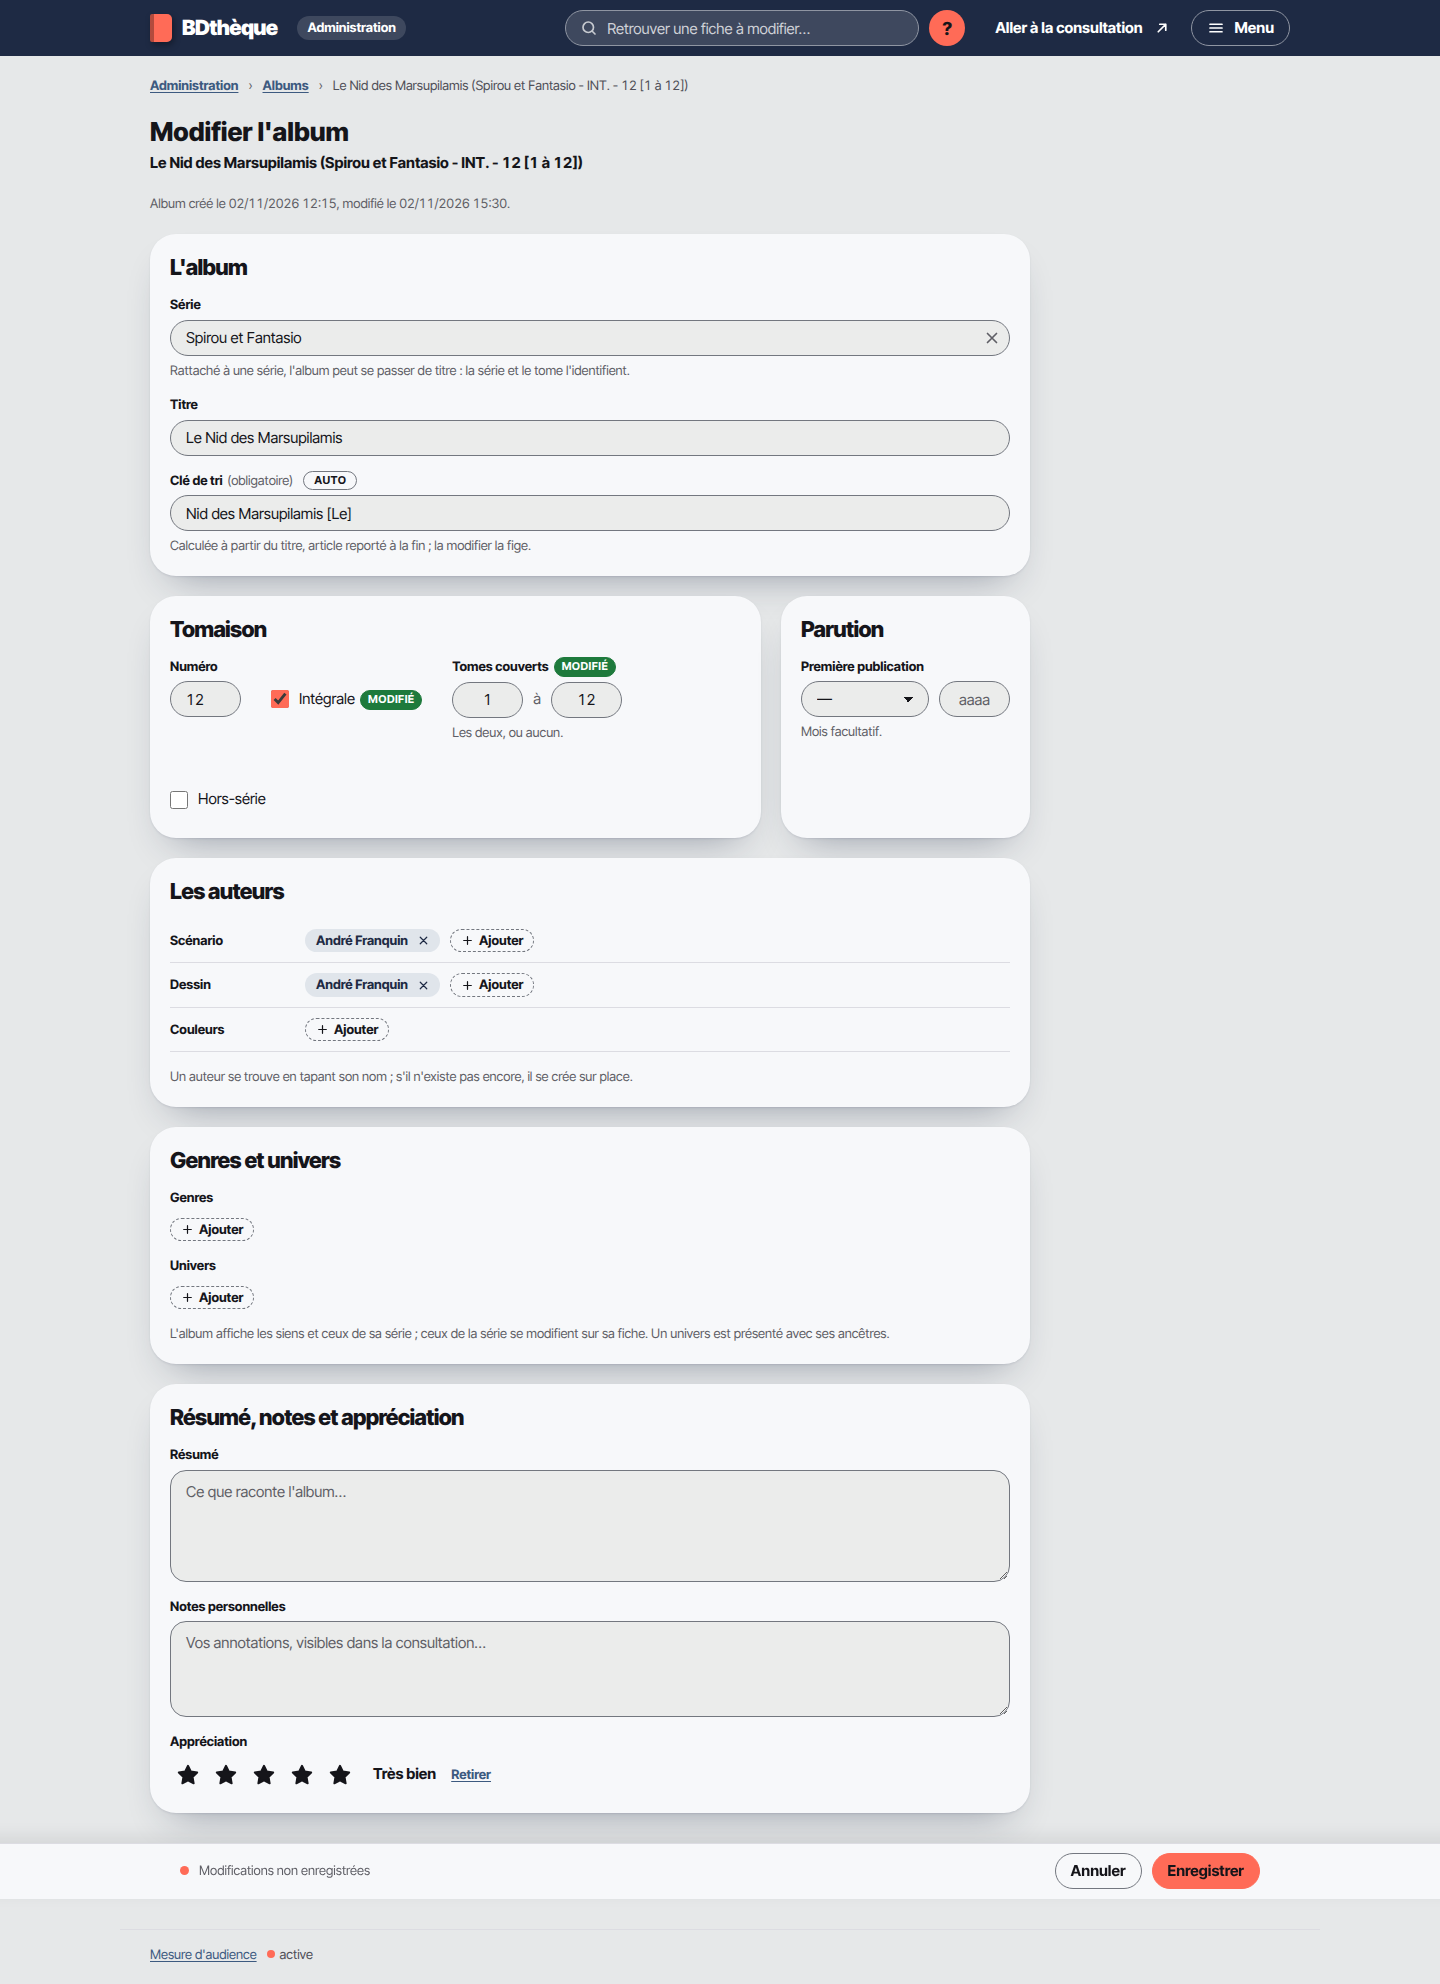 BDthèque Administration Retrouver une fiche à modifier... ? Aller à la consultation Menu
Administration › Albums › Le Nid des Marsupilamis (Spirou et Fantasio - INT. - 12 [1 à 12])
Modifier l'album
Le Nid des Marsupilamis (Spirou et Fantasio - INT. - 12 [1 à 12])
Album créé le 02/11/2026 12:15, modifié le 02/11/2026 15:30.
L'album
Série
Spirou et Fantasio
Rattaché à une série, l'album peut se passer de titre : la série et le tome l'identifient.
Titre
Le Nid des Marsupilamis
Clé de tri (obligatoire) AUTO
Nid des Marsupilamis [Le]
Calculée à partir du titre, article reporté à la fin ; la modifier la fige.
Tomaison
Numéro
12
Intégrale MODIFIÉ
Tomes couverts MODIFIÉ
1 à 12
Les deux, ou aucun.
Hors-série
Parution
Première publication
— aaaa
Mois facultatif.
Les auteurs
Scénario André Franquin Ajouter
Dessin André Franquin Ajouter
Couleurs Ajouter
Un auteur se trouve en tapant son nom ; s'il n'existe pas encore, il se crée sur place.
Genres et univers
Genres
Ajouter
Univers
Ajouter
L'album affiche les siens et ceux de sa série ; ceux de la série se modifient sur sa fiche. Un univers est présenté avec ses ancêtres.
Résumé, notes et appréciation
Résumé
Ce que raconte l'album...
Notes personnelles
Vos annotations, visibles dans la consultation...
Appréciation
Très bien Retirer
Modifications non enregistrées Annuler Enregistrer
Mesure d'audience active